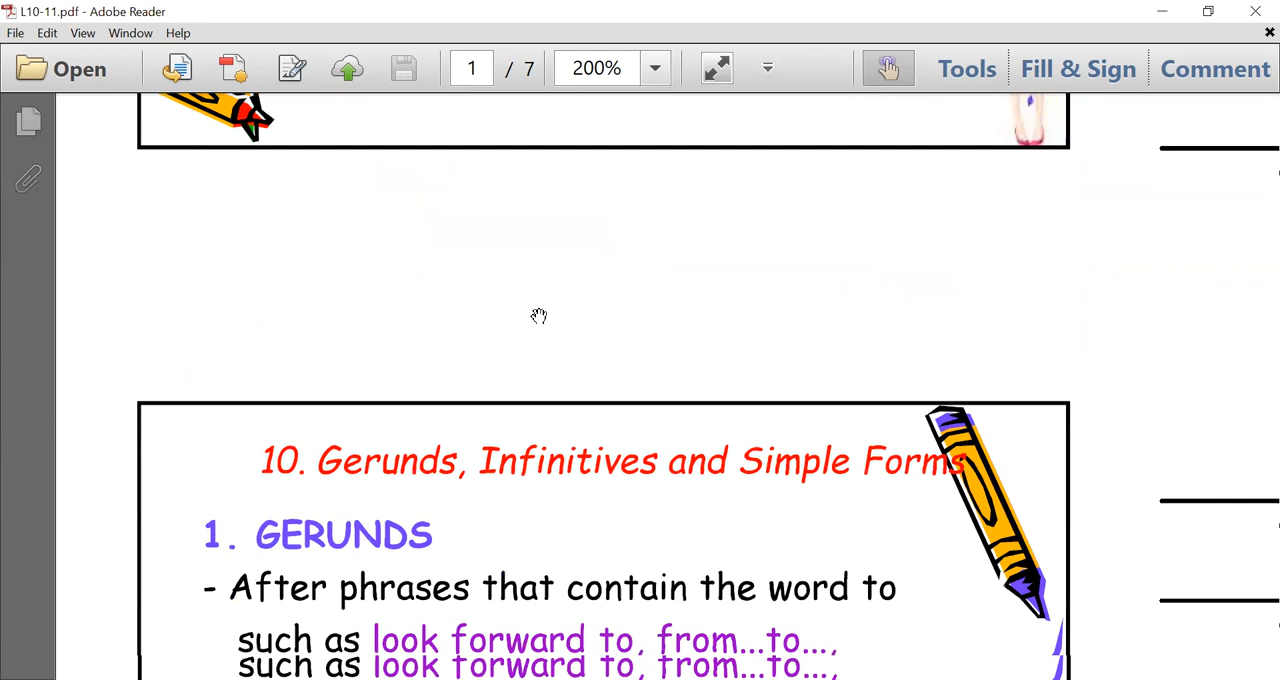 L10-11.pdf - Adobe Reader
File Edit View Window Help
Open 1 / 7 200% Tools Fill & Sign Comment
10. Gerunds, Infinitives and Simple Forms
1. GERUNDS
- After phrases that contain the word to
such as look forward to, from...to...,
such as look forward to, from...to...,